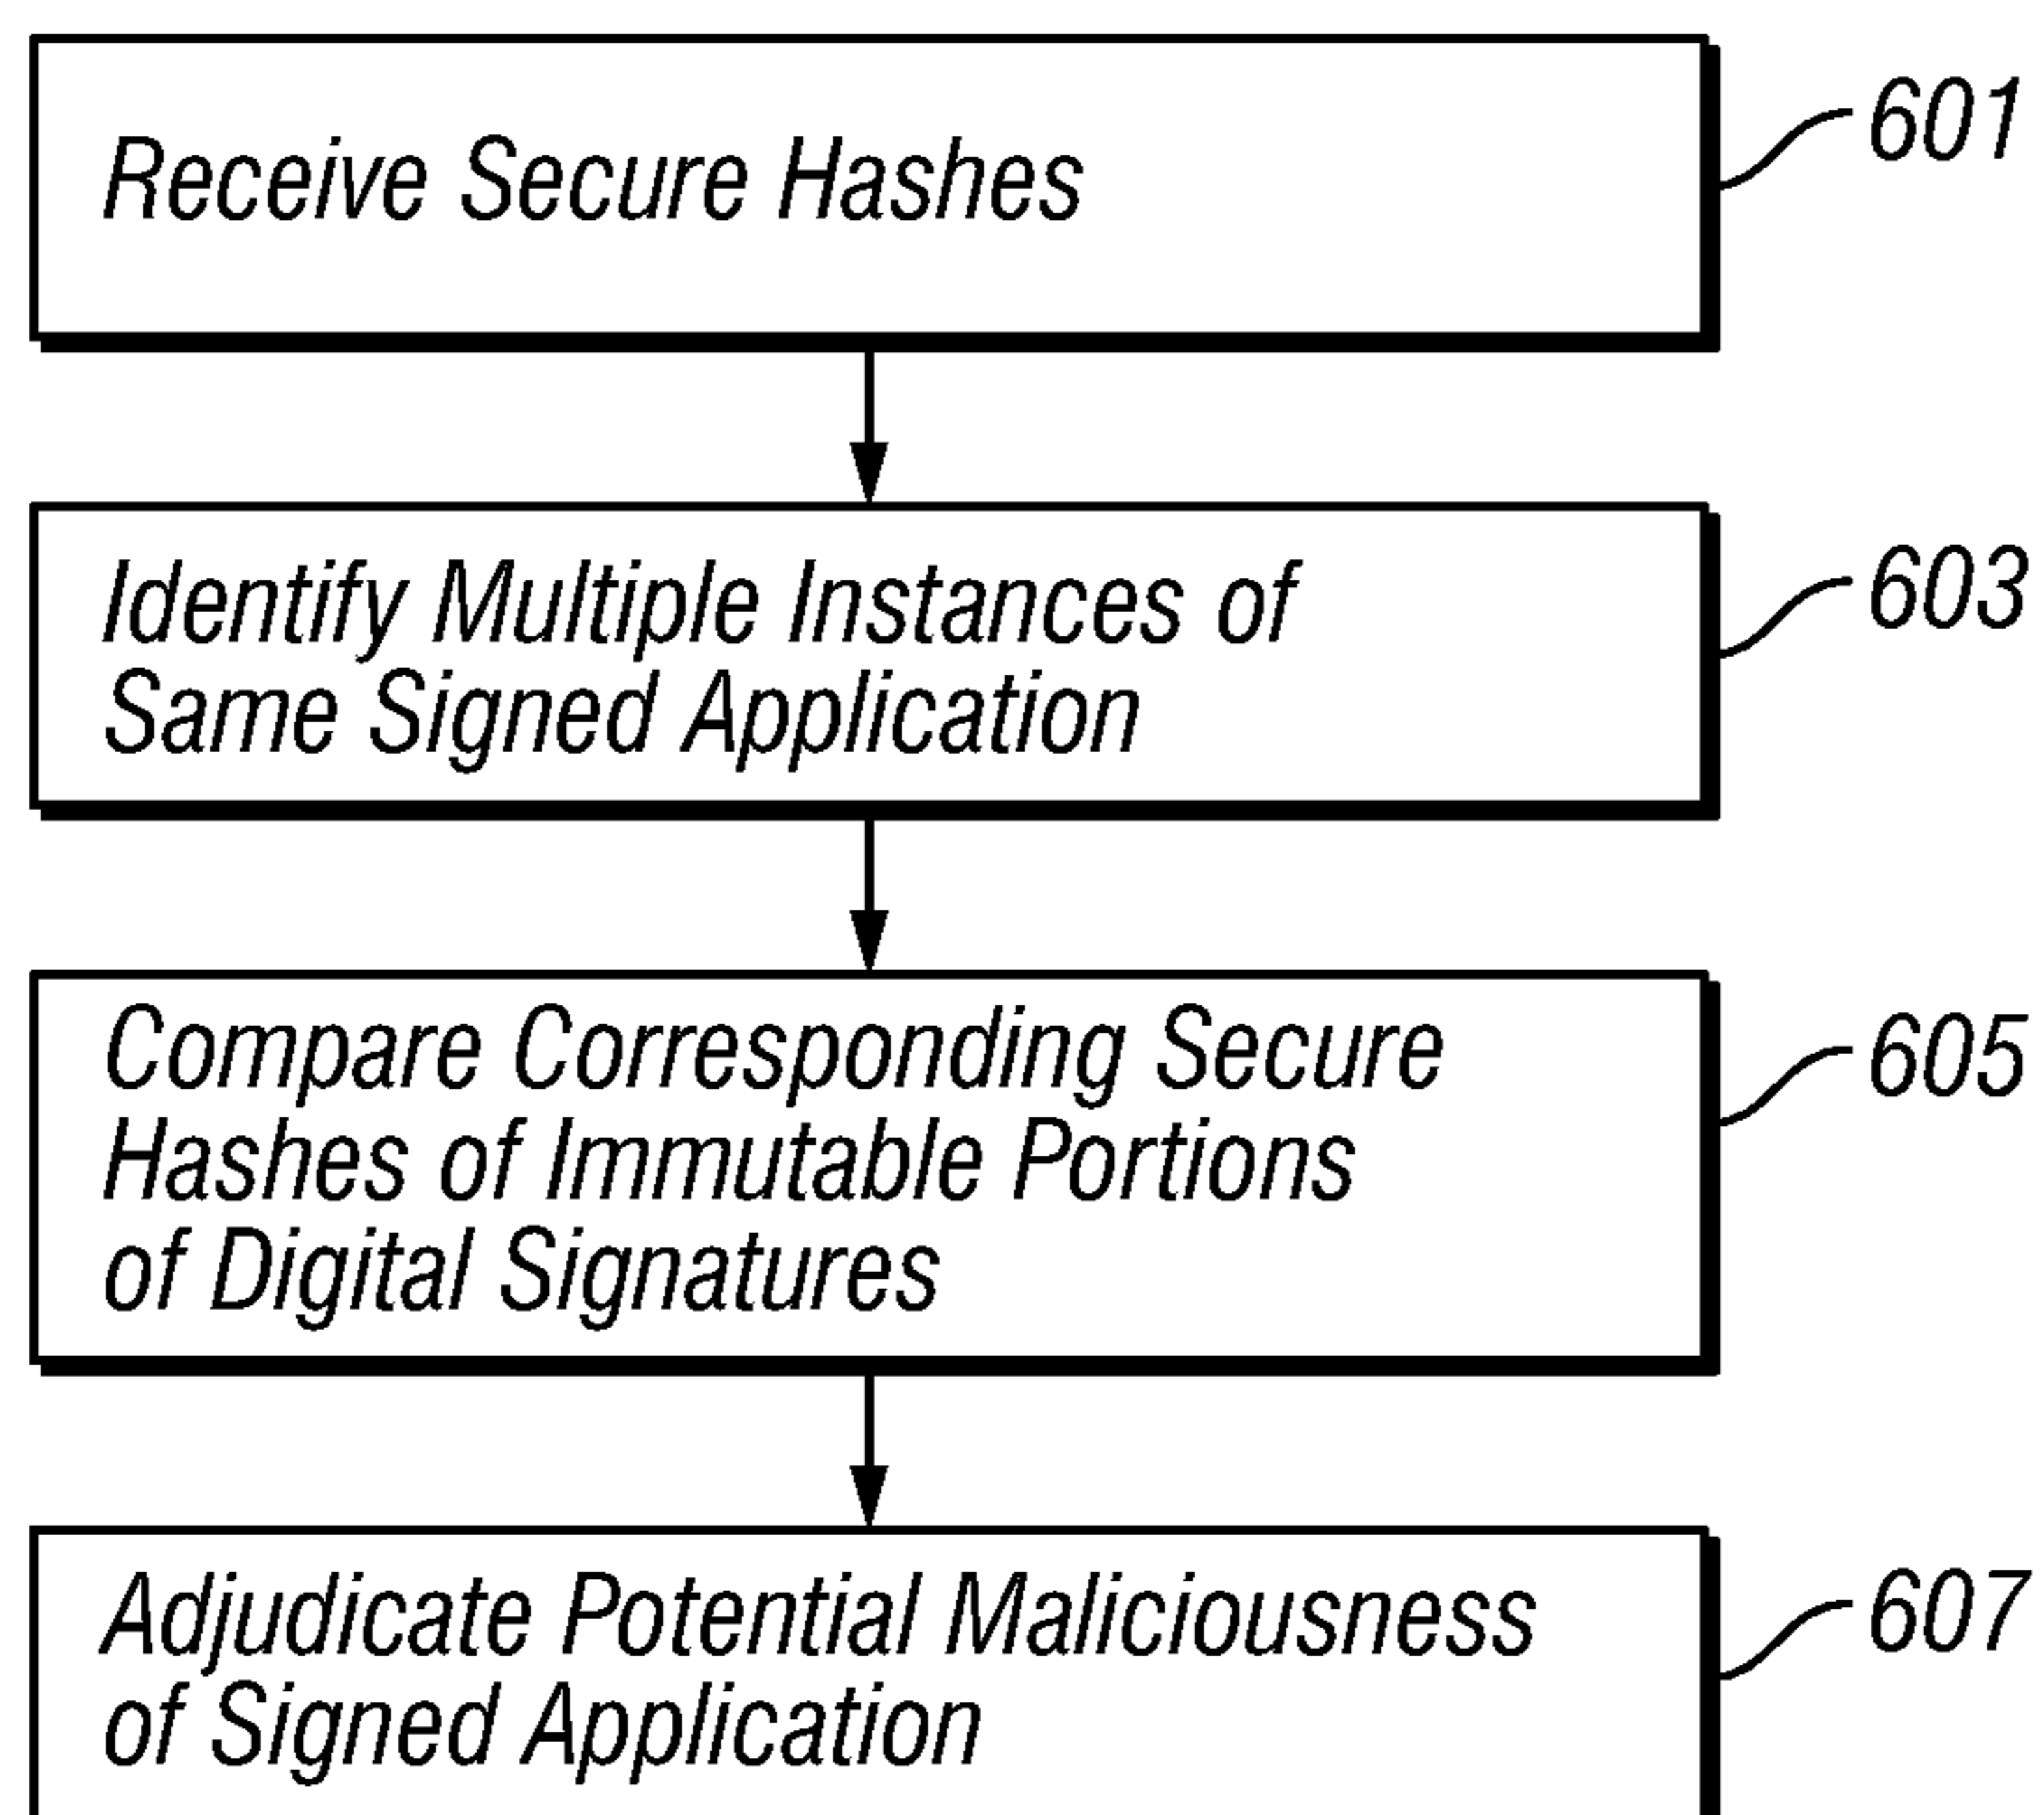 Receive Secure Hashes
601
Identify Multiple Instances of
Same Signed Application
603
Compare Corresponding Secure
Hashes of Immutable Portions
of Digital Signatures
605
Adjudicate Potential Maliciousness
of Signed Application
607